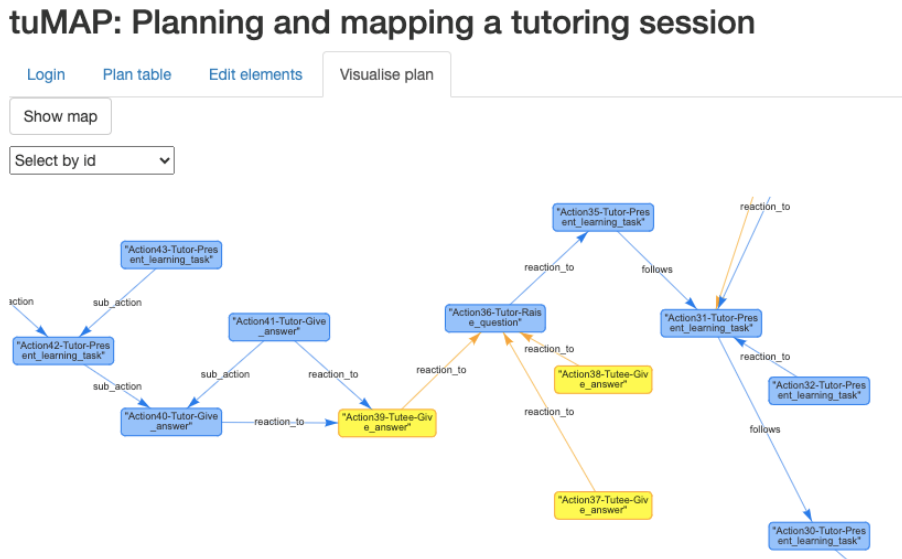 tuMAP: Planning and mapping a tutoring session
Login
Plan table
Edit elements
Visualise plan
Show map
Select by id
reaction_to
"Action35-Tutor-Pres
ent_learning_task"
"Action43-Tutor-Pres
ent_learning_task"
reaction_to
follows
action
sub_action
"Action41-Tutor-Give
_answer"
"Action36-Tutor-Rais
e_question"
"Action31-Tutor-Pres
ent_learning_task"
"Action42-Tutor-Pres
ent_learning_task"
reaction_to
reaction_to
sub_action
sub_action
reaction_to
reaction_to
"Action38-Tutee-Giv
e_answer"
"Action32-Tutor-Pres
ent_learning_task"
"Action40-Tutor-Give
_answer"
reaction_to
"Action39-Tutee-Giv
e_answer"
reaction_to
follows
"Action37-Tutee-Giv
e_answer"
"Action30-Tutor-Pres
ent_learning_task"